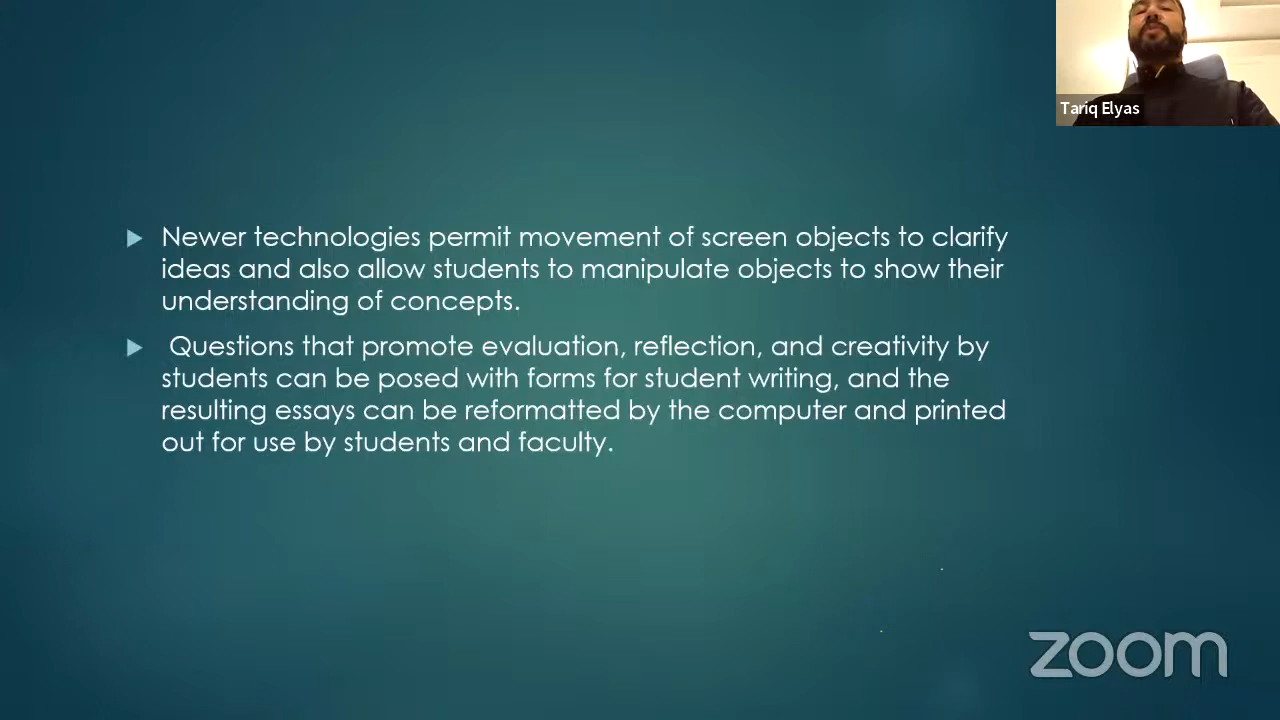 Tariq Elyas
Newer technologies permit movement of screen objects to clarify
ideas and also allow students to manipulate objects to show their
understanding of concepts.
Questions that promote evaluation, reflection, and creativity by
students can be posed with forms for student writing, and the
resulting essays can be reformatted by the computer and printed
out for use by students and faculty.
zoom